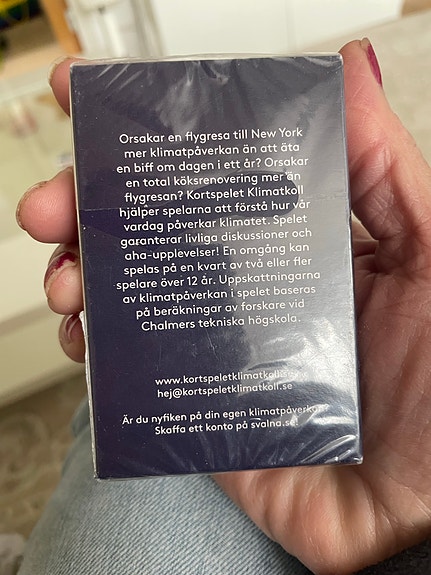 Orsakar en flygresa till New York
mer klimatpåverkan än att äta
en biff om dagen i ett år? Orsakar
en total köksrenovering mer än
flygresan? Kortspelet Klimatkoll
hjälper spelarna att förstå hur vår
vardag påverkar klimatet. Spelet
garanterar livliga diskussioner och
aha-upplevelser! En omgång kan
spelas på en kvart av två eller fler
spelare över 12 år. Uppskattningarna
av klimatpåverkan i spelet baseras
på beräkningar av forskare vid
Chalmers tekniska högskola.
www.kortspeletklimatkoll.se
hej@kortspeletklimatkoll.se
Är du nyfiken på din egen klimatpåverkan?
Skaffa ett konto på svalna.se!